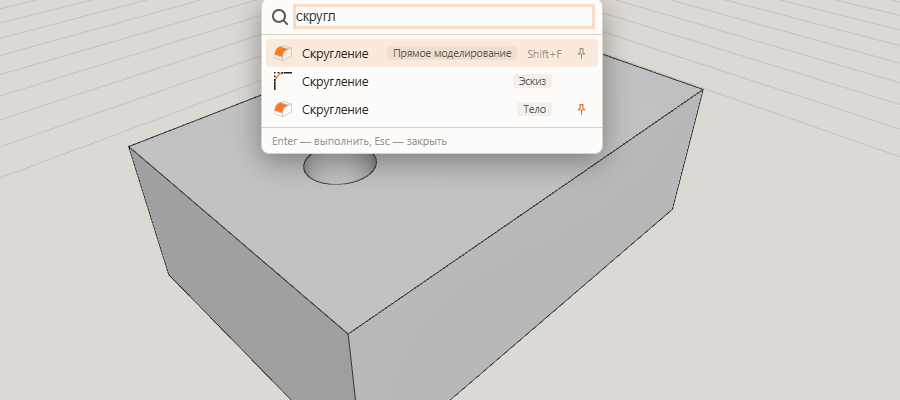 скругл
Скругление Прямое моделирование Shift+F
Скругление Эскиз
Скругление Тело
Enter — выполнить, Esc — закрыть